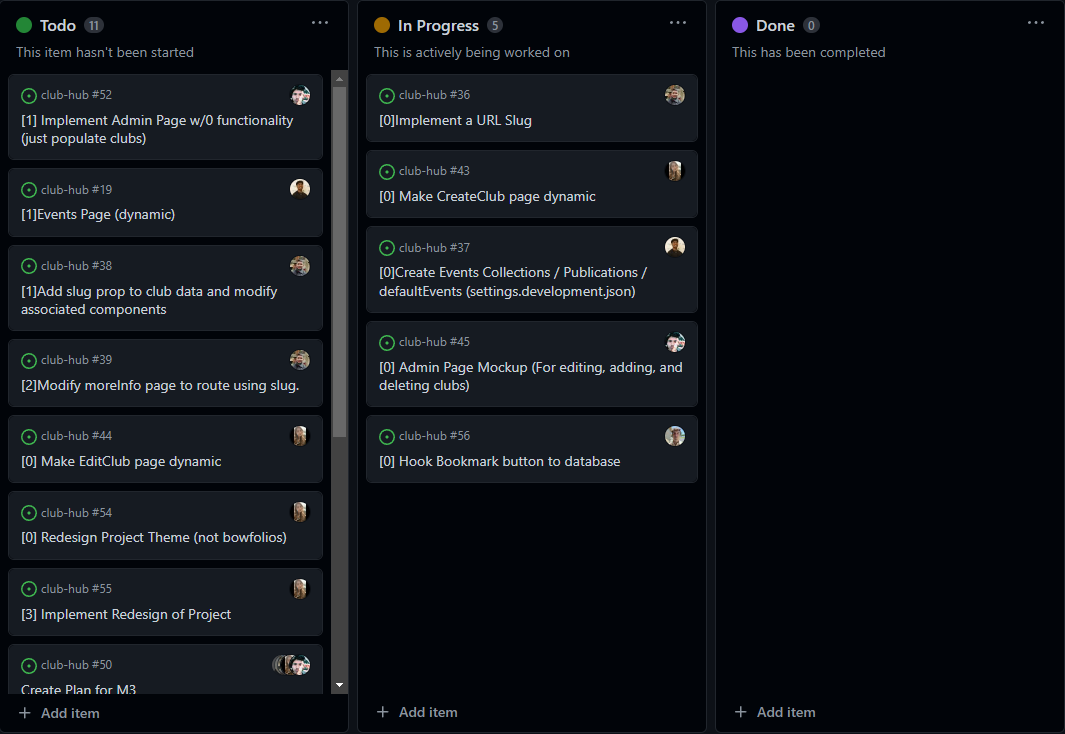 Todo 11
This item hasn't been started
club-hub #52
[1] Implement Admin Page w/0 functionality
(just populate clubs)
club-hub #19
[1]Events Page (dynamic)
club-hub #38
[1]Add slug prop to club data and modify
associated components
club-hub #39
[2]Modify moreInfo page to route using slug.
club-hub #44
[0] Make EditClub page dynamic
club-hub #54
[0] Redesign Project Theme (not bowfolios)
club-hub #55
[3] Implement Redesign of Project
club-hub #50
Create Plan for M3
+ Add item
In Progress 5
This is actively being worked on
club-hub #36
[0]Implement a URL Slug
club-hub #43
[0] Make CreateClub page dynamic
club-hub #37
[0]Create Events Collections / Publications /
defaultEvents (settings.development.json)
club-hub #45
[0] Admin Page Mockup (For editing, adding, and
deleting clubs)
club-hub #56
[0] Hook Bookmark button to database
+ Add item
Done 0
This has been completed
+ Add item